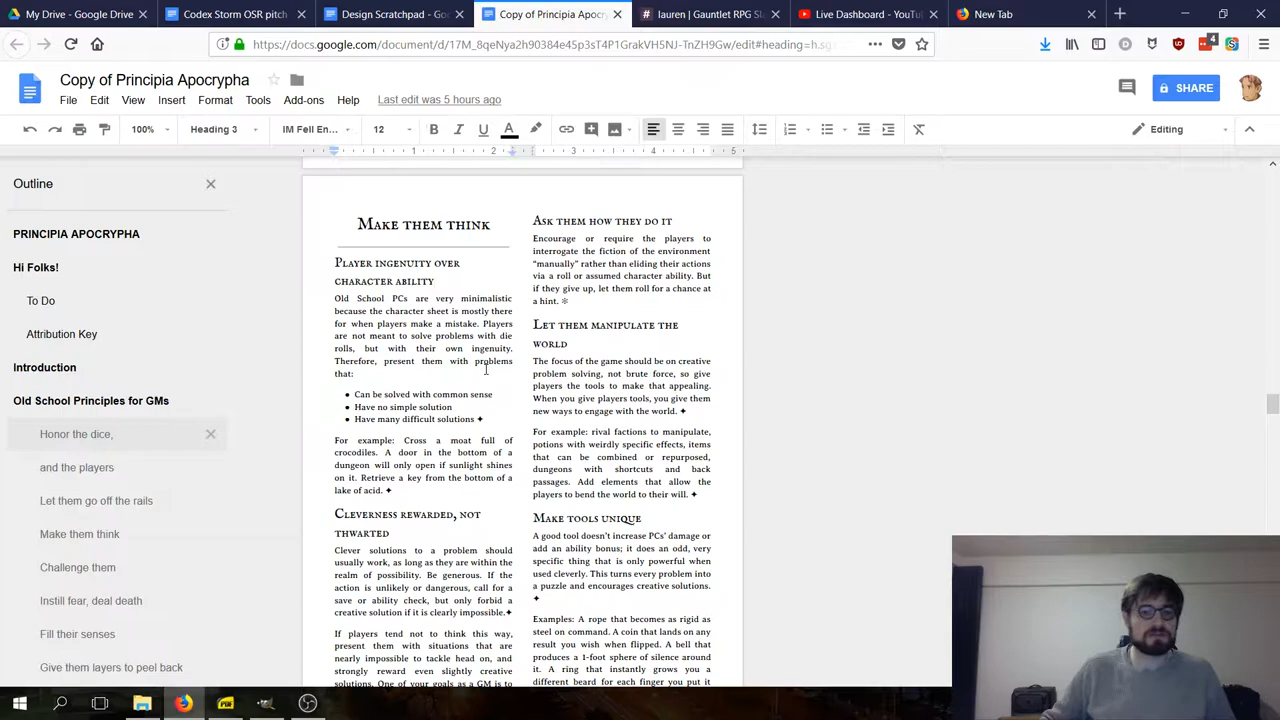 My Drive - Google Drive
Codex Storm OSR pitch
Design Scratchpad - Go
Copy of Principia Apocry
lauren | Gauntlet RPG Sl
Live Dashboard - YouTu
New Tab
https://docs.google.com/document/d/17M_8qeNya2h90384e45p3sT4P1GrakVH5NJ-TnZH9Gw/edit#heading=h.sg
4
Copy of Principia Apocrypha
File Edit View Insert Format Tools Add-ons Help Last edit was 5 hours ago
SHARE
100% Heading 3 IM Fell En... 12 B I U A Editing
1 2 3 4 5
Outline
PRINCIPIA APOCRYPHA
Hi Folks!
To Do
Attribution Key
Introduction
Old School Principles for GMs
Honor the dice,
and the players
Let them go off the rails
Make them think
Challenge them
Instill fear, deal death
Fill their senses
Give them layers to peel back
Make them think
Player ingenuity over
character ability
Old School PCs are very minimalistic
because the character sheet is mostly there
for when players make a mistake. Players
are not meant to solve problems with die
rolls, but with their own ingenuity.
Therefore, present them with problems
that:
● Can be solved with common sense
● Have no simple solution
● Have many difficult solutions ✦
For example: Cross a moat full of
crocodiles. A door in the bottom of a
dungeon will only open if sunlight shines
on it. Retrieve a key from the bottom of a
lake of acid. ✦
Cleverness rewarded, not
thwarted
Clever solutions to a problem should
usually work, as long as they are within the
realm of possibility. Be generous. If the
action is unlikely or dangerous, call for a
save or ability check, but only forbid a
creative solution if it is clearly impossible.✦
If players tend not to think this way,
present them with situations that are
nearly impossible to tackle head on, and
strongly reward even slightly creative
solutions. One of your goals as a GM is to
Ask them how they do it
Encourage or require the players to
interrogate the fiction of the environment
“manually” rather than eliding their actions
via a roll or assumed character ability. But
if they give up, let them roll for a chance at
a hint. ✼
Let them manipulate the
world
The focus of the game should be on creative
problem solving, not brute force, so give
players the tools to make that appealing.
When you give players tools, you give them
new ways to engage with the world. ✦
For example: rival factions to manipulate,
potions with weirdly specific effects, items
that can be combined or repurposed,
dungeons with shortcuts and back
passages. Add elements that allow the
players to bend the world to their will. ✦
Make tools unique
A good tool doesn’t increase PCs’ damage or
add an ability bonus; it does an odd, very
specific thing that is only powerful when
used cleverly. This turns every problem into
a puzzle and encourages creative solutions.
✦
Examples: A rope that becomes as rigid as
steel on command. A coin that lands on any
result you wish when flipped. A bell that
produces a 1-foot sphere of silence around
it. A ring that instantly grows you a
different beard for each finger you put it